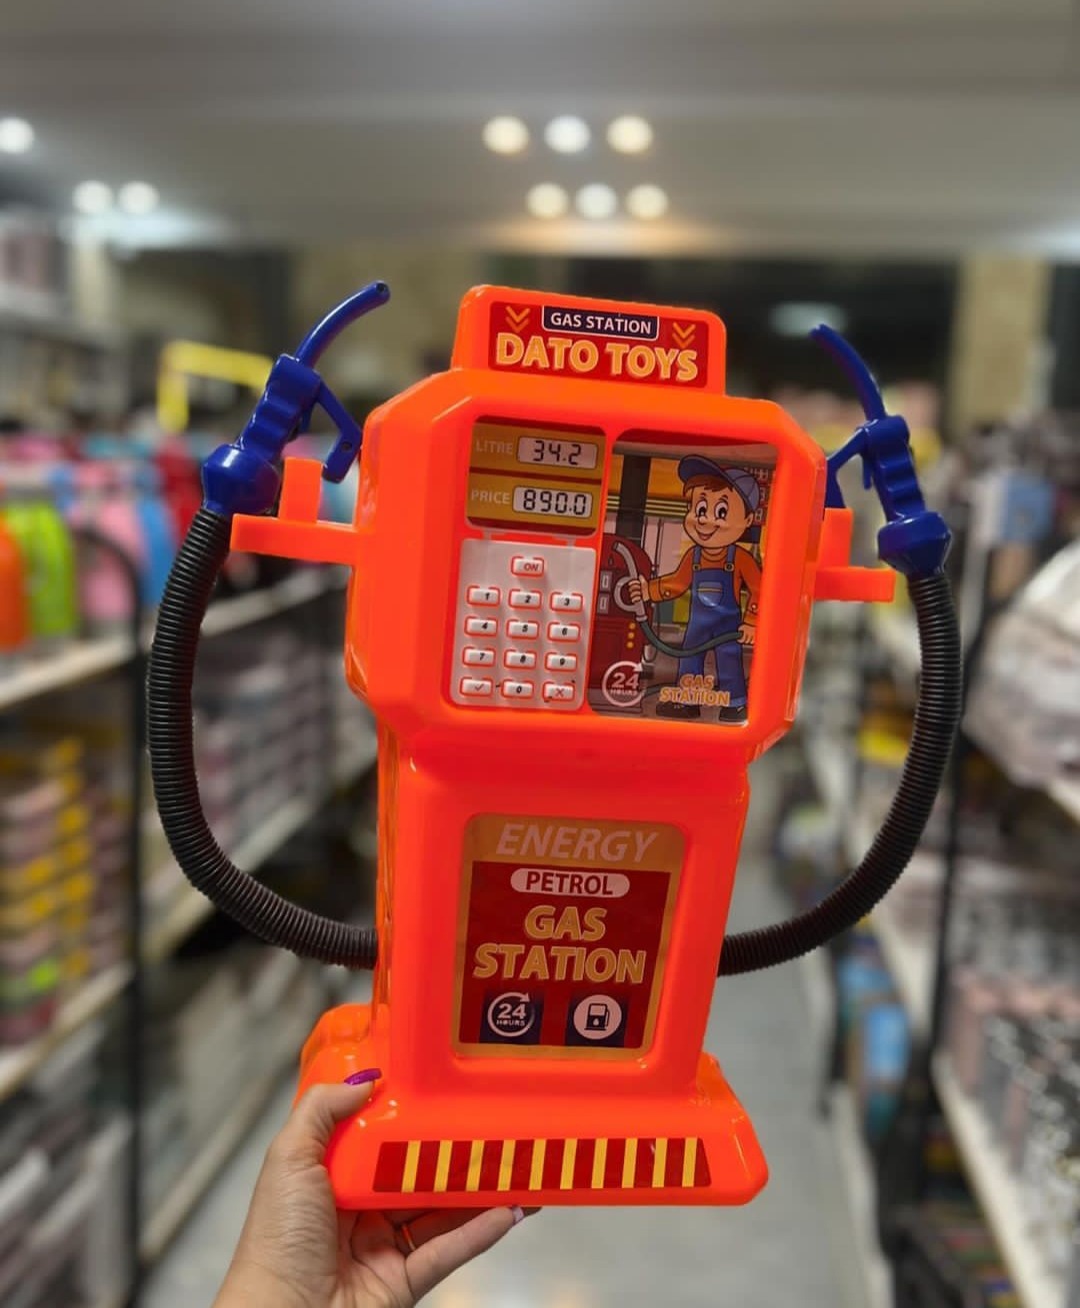 GAS STATION
DATO TOYS
LITRE 34.2
PRICE 890.0
ON
1 2 3
4 5 6
7 8 9
0
24
HOURS
GAS
STATION
ENERGY
PETROL
GAS
STATION
24
HOURS